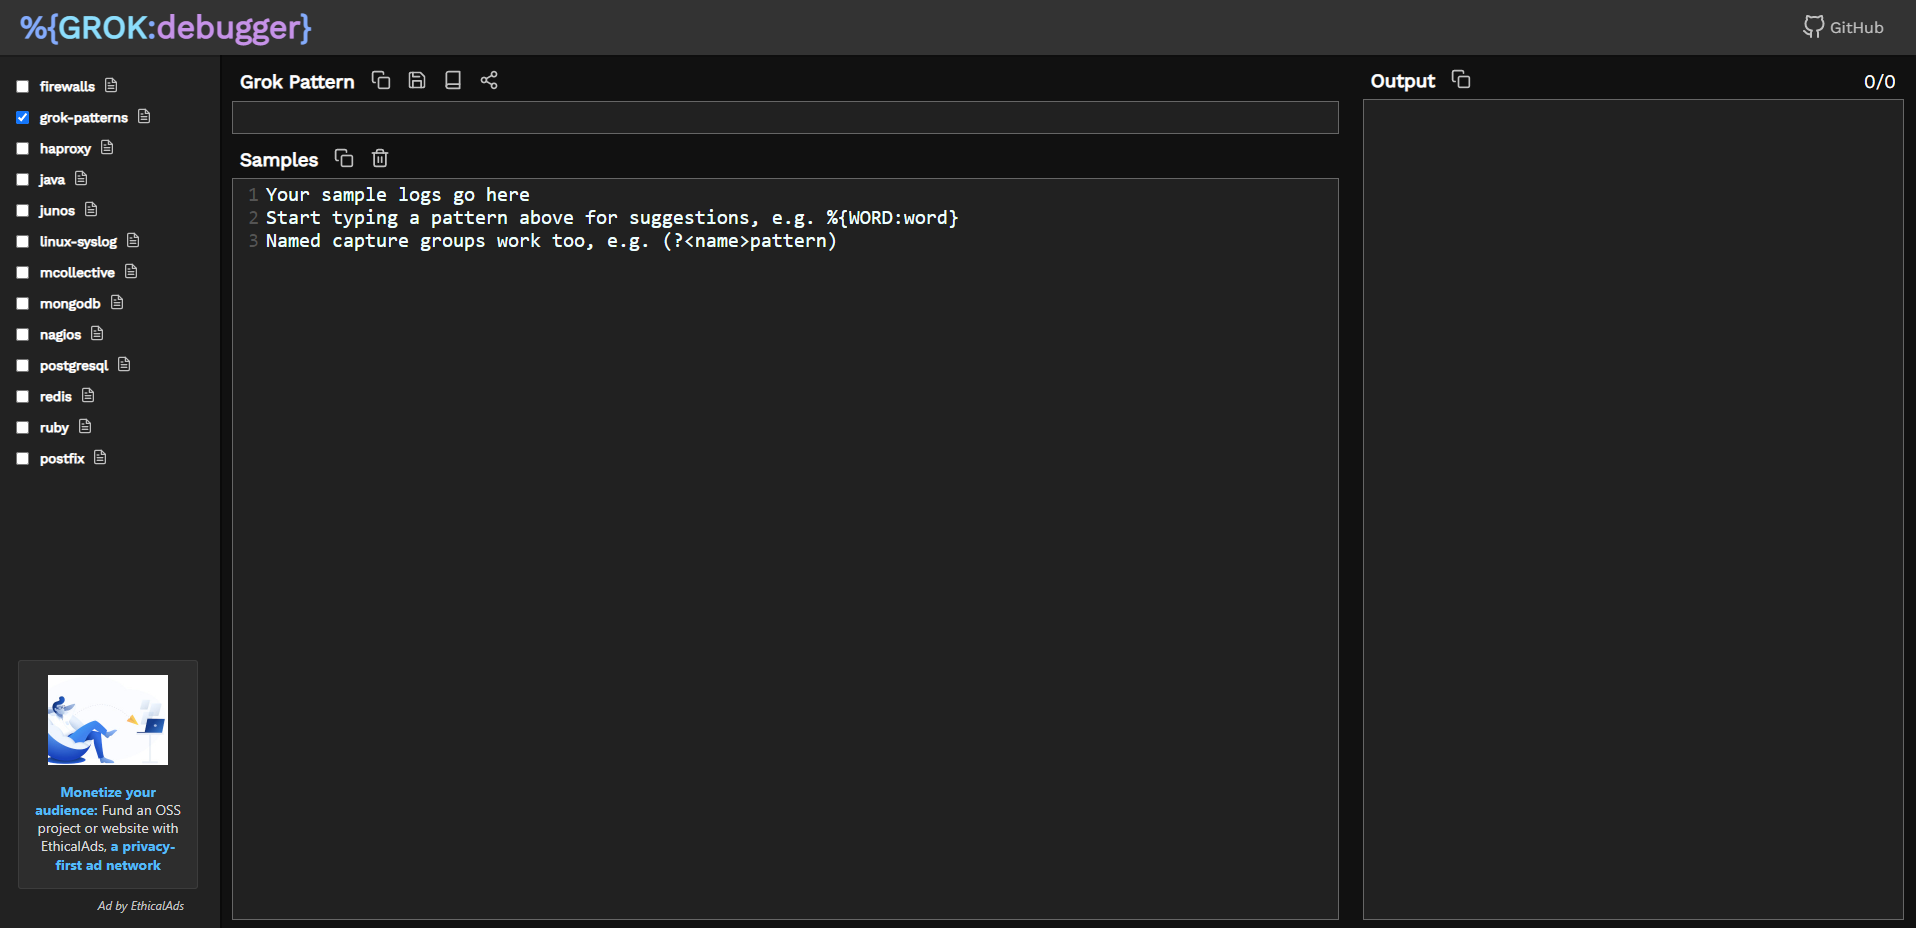 %{GROK:debugger}
GitHub
firewalls
grok-patterns
haproxy
java
junos
linux-syslog
mcollective
mongodb
nagios
postgresql
redis
ruby
postfix
Monetize your
audience: Fund an OSS
project or website with
EthicalAds, a privacy-
first ad network
Ad by EthicalAds
Grok Pattern
Samples
1 Your sample logs go here
2 Start typing a pattern above for suggestions, e.g. %{WORD:word}
3 Named capture groups work too, e.g. (?<name>pattern)
Output
0/0